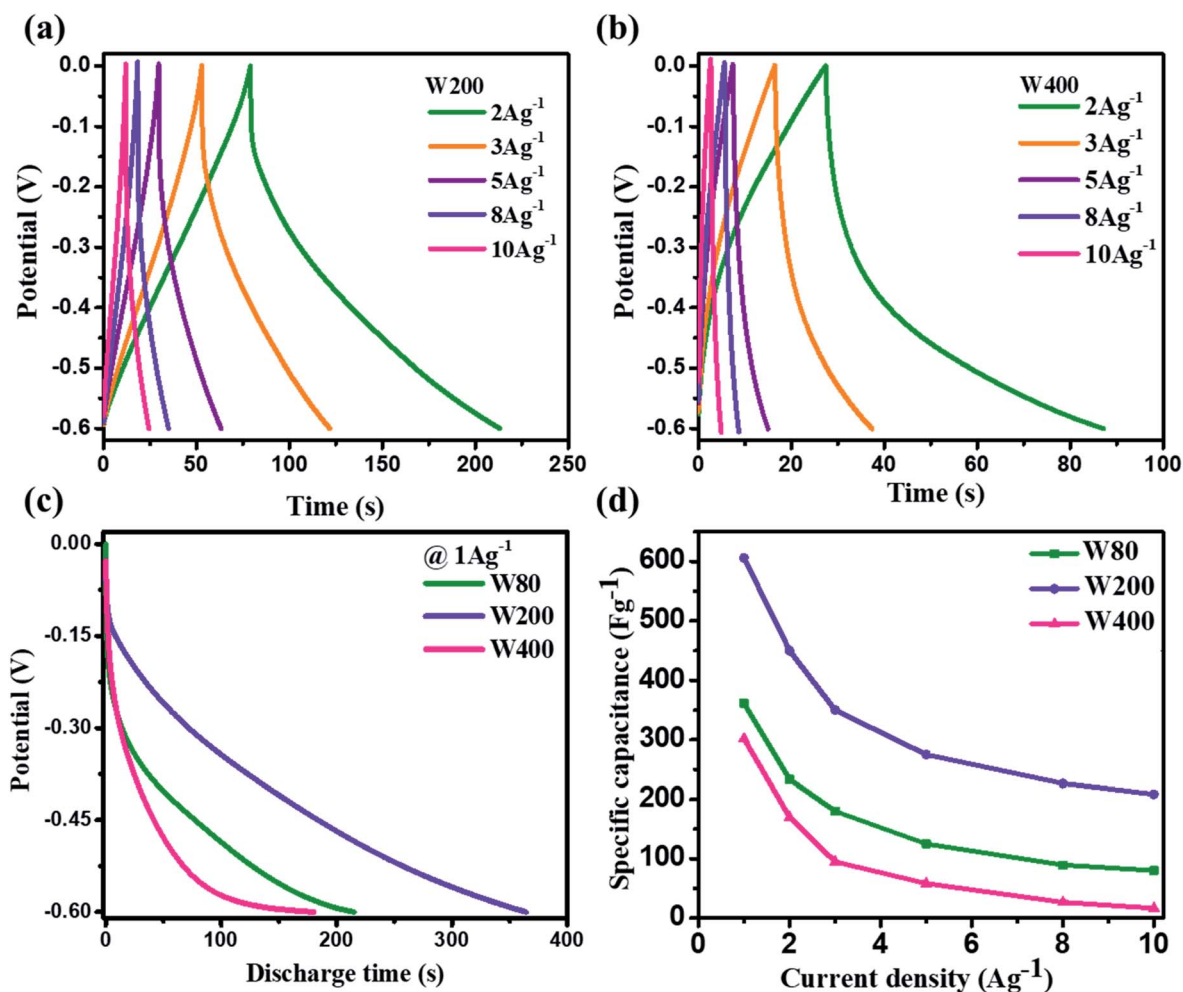 (a)
0.0
-0.1
-0.2
-0.3
-0.4
-0.5
-0.6
Potential (V)
W200
2Ag⁻¹
3Ag⁻¹
5Ag⁻¹
8Ag⁻¹
10Ag⁻¹
0 50 100 150 200 250
Time (s)
(b)
0.0
-0.1
-0.2
-0.3
-0.4
-0.5
-0.6
Potential (V)
W400
2Ag⁻¹
3Ag⁻¹
5Ag⁻¹
8Ag⁻¹
10Ag⁻¹
0 20 40 60 80 100
Time (s)
(c)
0.00
-0.15
-0.30
-0.45
-0.60
Potential (V)
@ 1Ag⁻¹
W80
W200
W400
0 100 200 300 400
Discharge time (s)
(d)
600
500
400
300
200
100
0
Specific capacitance (Fg⁻¹)
W80
W200
W400
0 2 4 6 8 10
Current density (Ag⁻¹)